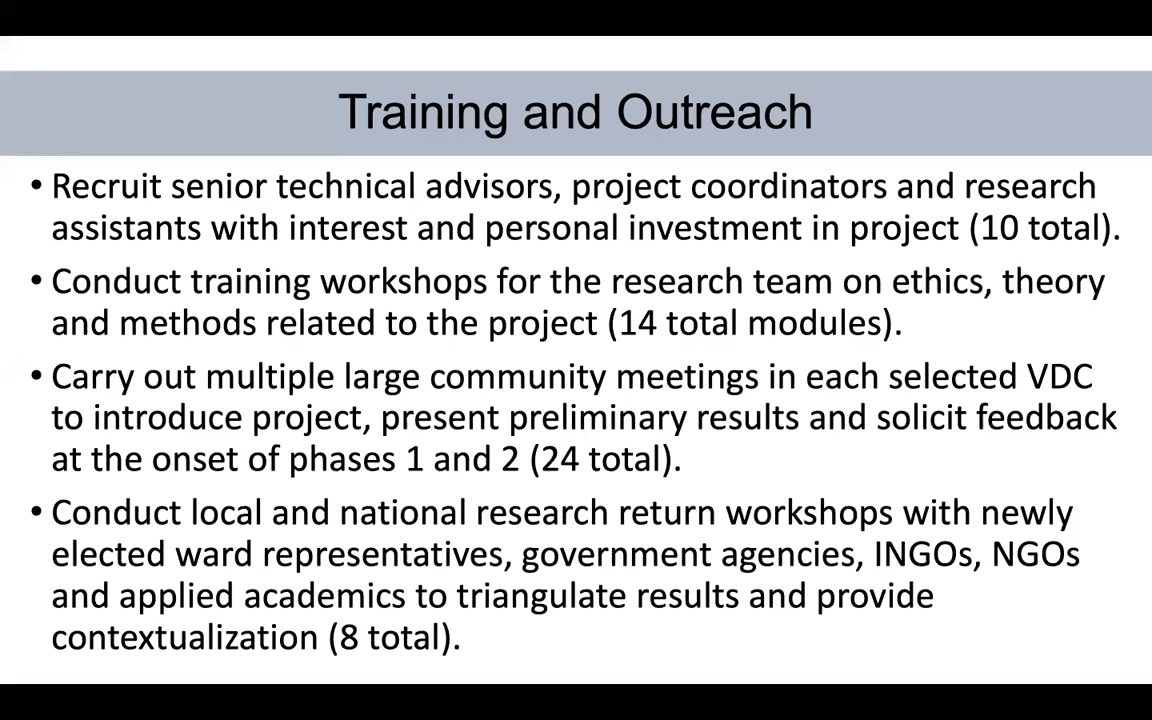 Training and Outreach
• Recruit senior technical advisors, project coordinators and research
assistants with interest and personal investment in project (10 total).
• Conduct training workshops for the research team on ethics, theory
and methods related to the project (14 total modules).
• Carry out multiple large community meetings in each selected VDC
to introduce project, present preliminary results and solicit feedback
at the onset of phases 1 and 2 (24 total).
• Conduct local and national research return workshops with newly
elected ward representatives, government agencies, INGOs, NGOs
and applied academics to triangulate results and provide
contextualization (8 total).